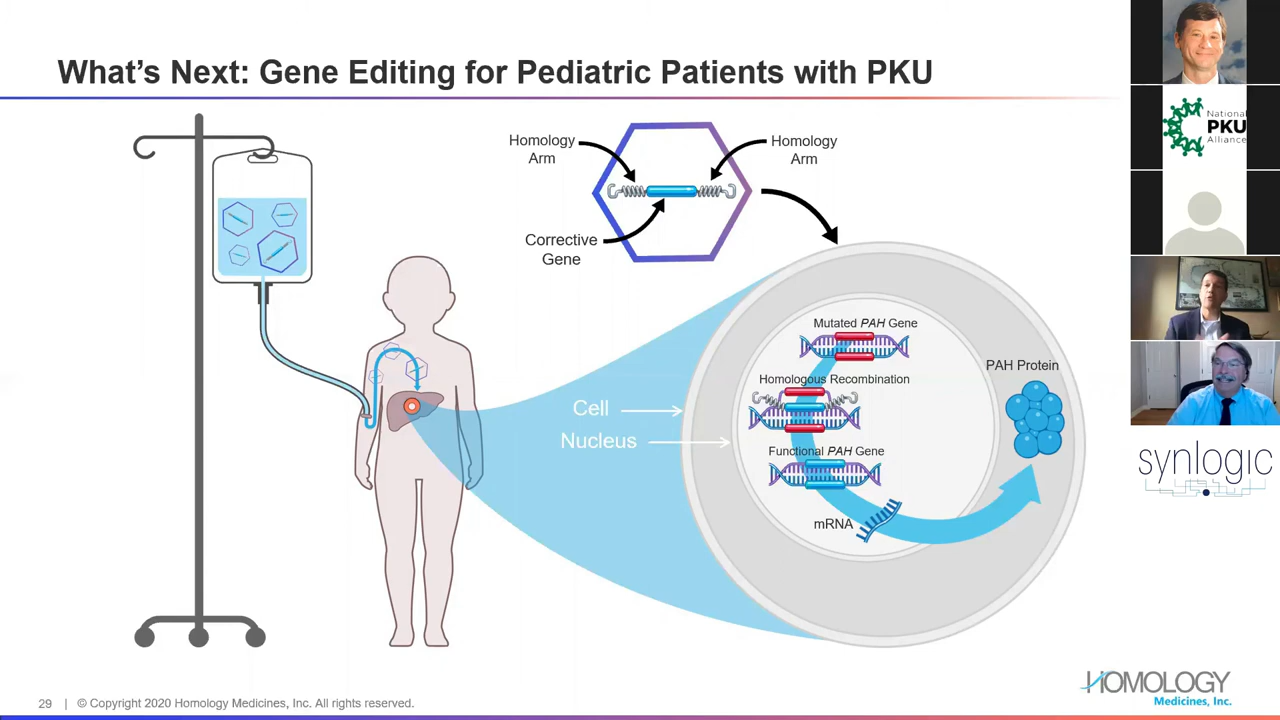 What's Next: Gene Editing for Pediatric Patients with PKU
Homology
Arm
Homology
Arm
Corrective
Gene
Mutated PAH Gene
Homologous Recombination
Functional PAH Gene
mRNA
PAH Protein
Cell
Nucleus
29 | © Copyright 2020 Homology Medicines, Inc. All rights reserved.
HOMOLOGY
Medicines, Inc.
National
PKU
Alliance
synlogic